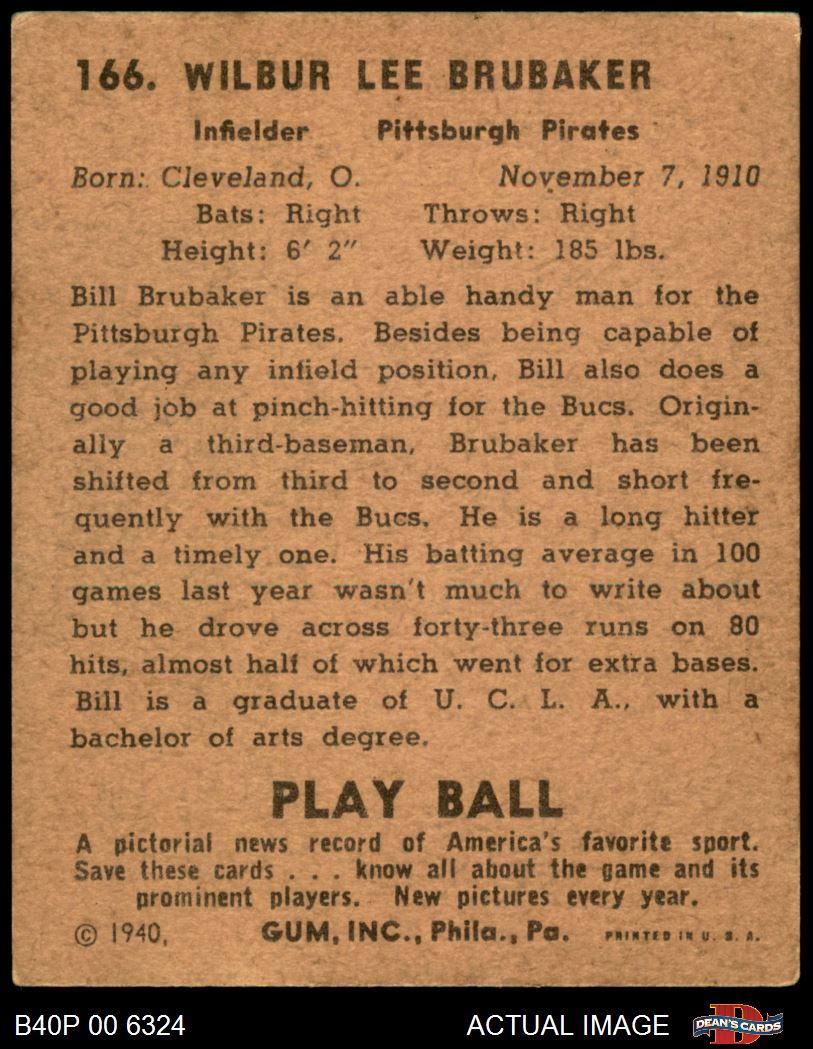 166. WILBUR LEE BRUBAKER
Infielder Pittsburgh Pirates
Born: Cleveland, O. November 7, 1910
Bats: Right Throws: Right
Height: 6′ 2″ Weight: 185 lbs.
Bill Brubaker is an able handy man for the
Pittsburgh Pirates. Besides being capable of
playing any infield position, Bill also does a
good job at pinch-hitting for the Bucs. Origin-
ally a third-baseman, Brubaker has been
shifted from third to second and short fre-
quently with the Bucs. He is a long hitter
and a timely one. His batting average in 100
games last year wasn't much to write about
but he drove across forty-three runs on 80
hits, almost half of which went for extra bases.
Bill is a graduate of U. C. L. A., with a
bachelor of arts degree.
PLAY BALL
A pictorial news record of America's favorite sport.
Save these cards . . . know all about the game and its
prominent players. New pictures every year.
© 1940, GUM, INC., Phila., Pa. PRINTED IN U. S. A.
B40P 00 6324 ACTUAL IMAGE DEAN'S CARDS